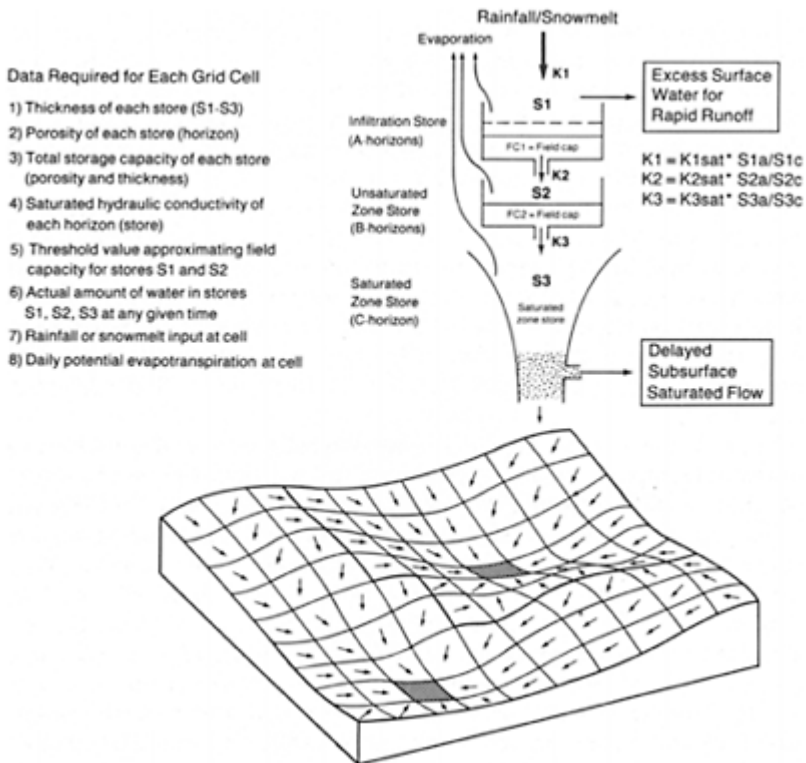 Rainfall/Snowmelt
Evaporation
K1
Data Required for Each Grid Cell
1) Thickness of each store (S1-S3)
2) Porosity of each store (horizon)
3) Total storage capacity of each store
(porosity and thickness)
4) Saturated hydraulic conductivity of
each horizon (store)
5) Threshold value approximating field
capacity for stores S1 and S2
6) Actual amount of water in stores
S1, S2, S3 at any given time
7) Rainfall or snowmelt input at cell
8) Daily potential evapotranspiration at cell
Infiltration Store
(A-horizons)
Unsaturated
Zone Store
(B-horizons)
Saturated
Zone Store
(C-horizon)
S1
FC1 = Field cap
K2
S2
FC2 = Field cap
K3
S3
Saturated
zone store
Excess Surface
Water for
Rapid Runoff
K1 = K1sat* S1a/S1c
K2 = K2sat* S2a/S2c
K3 = K3sat* S3a/S3c
Delayed
Subsurface
Saturated Flow